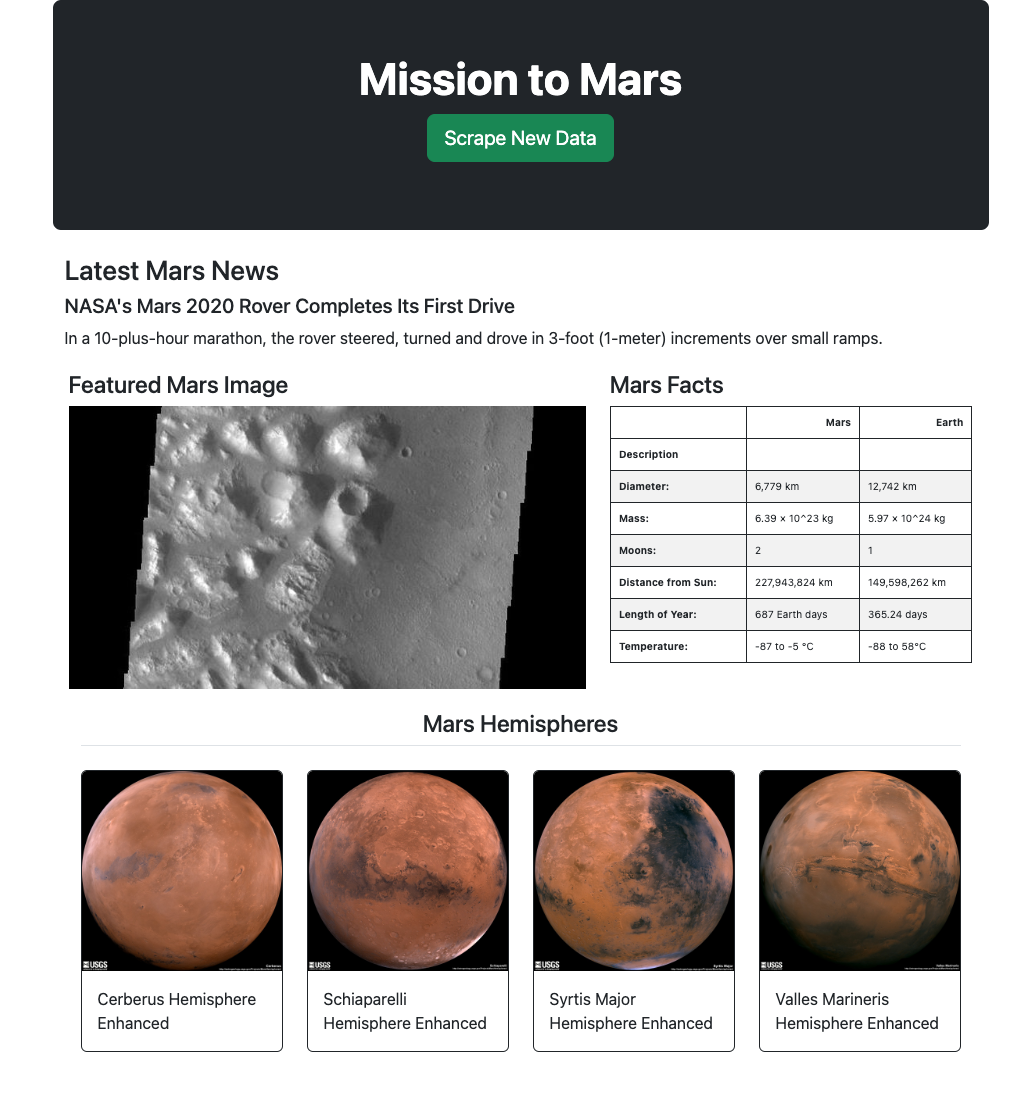 Mission to Mars
Scrape New Data
Latest Mars News
NASA's Mars 2020 Rover Completes Its First Drive
In a 10-plus-hour marathon, the rover steered, turned and drove in 3-foot (1-meter) increments over small ramps.
Featured Mars Image
Mars Facts
Mars Earth
Description
Diameter: 6,779 km 12,742 km
Mass: 6.39 × 10^23 kg 5.97 × 10^24 kg
Moons: 2 1
Distance from Sun: 227,943,824 km 149,598,262 km
Length of Year: 687 Earth days 365.24 days
Temperature: -87 to -5 °C -88 to 58°C
Mars Hemispheres
USGS
USGS
USGS
USGS
Cerberus Hemisphere
Enhanced
Schiaparelli
Hemisphere Enhanced
Syrtis Major
Hemisphere Enhanced
Valles Marineris
Hemisphere Enhanced